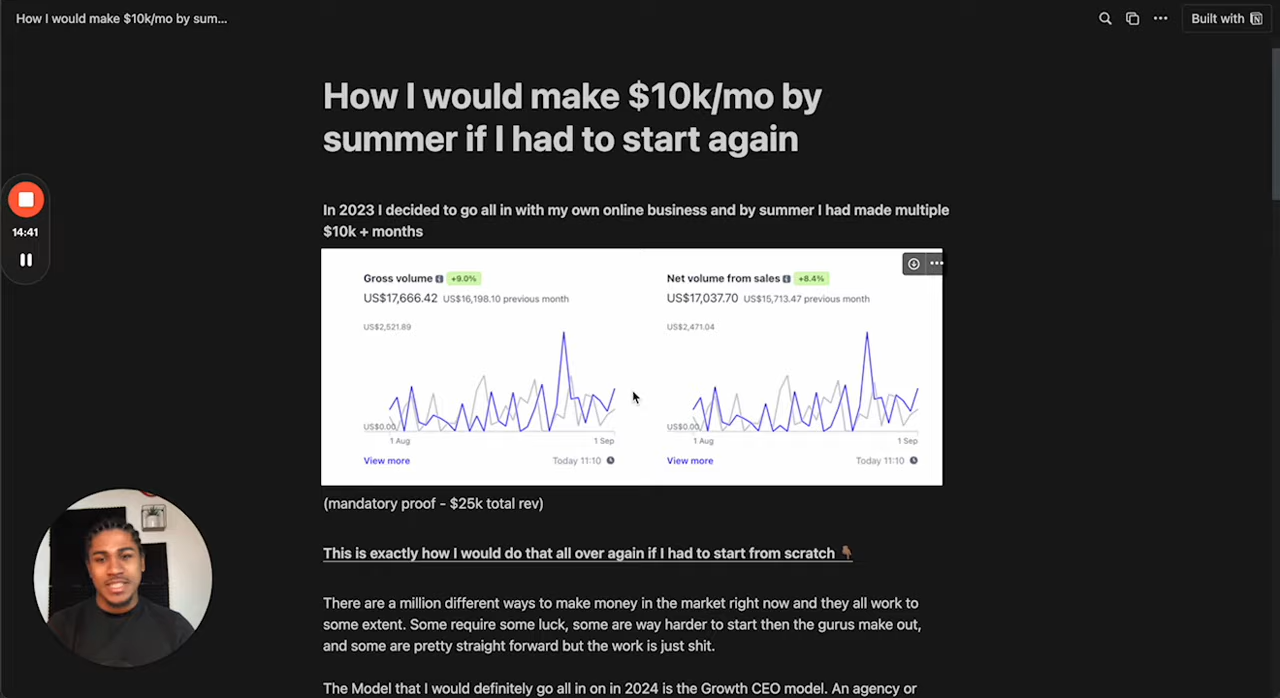 How I would make $10k/mo by sum...
Built with
How I would make $10k/mo by
summer if I had to start again
14:41
In 2023 I decided to go all in with my own online business and by summer I had made multiple
$10k + months
Gross volume +9.0%
US$17,666.42 US$16,198.10 previous month
US$2,521.89
US$0.00
1 Aug 1 Sep
View more Today 11:10
Net volume from sales +8.4%
US$17,037.70 US$15,713.47 previous month
US$2,471.04
US$0.00
1 Aug 1 Sep
View more Today 11:10
(mandatory proof - $25k total rev)
This is exactly how I would do that all over again if I had to start from scratch 👇🏾
There are a million different ways to make money in the market right now and they all work to
some extent. Some require some luck, some are way harder to start then the gurus make out,
and some are pretty straight forward but the work is just shit.
The Model that I would definitely go all in on in 2024 is the Growth CEO model. An agency or